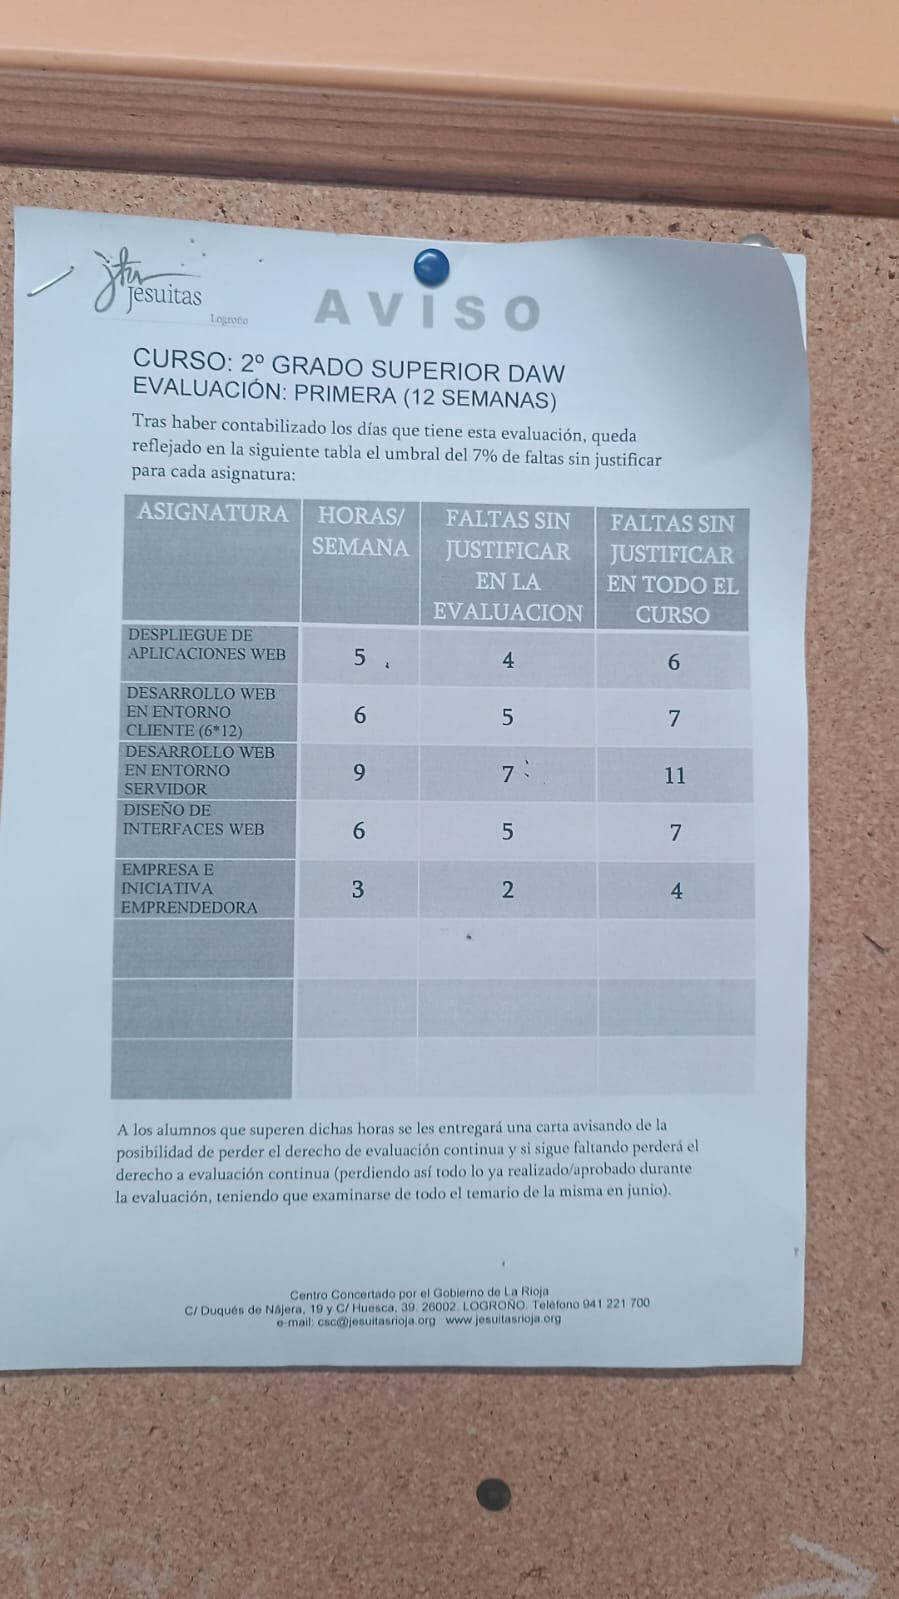 Jesuitas
Logroño
AVISO
CURSO: 2º GRADO SUPERIOR DAW
EVALUACIÓN: PRIMERA (12 SEMANAS)
Tras haber contabilizado los días que tiene esta evaluación, queda
reflejado en la siguiente tabla el umbral del 7% de faltas sin justificar
para cada asignatura:
ASIGNATURA HORAS/ FALTAS SIN FALTAS SIN
SEMANA JUSTIFICAR JUSTIFICAR
EN LA EN TODO EL
EVALUACION CURSO
DESPLIEGUE DE
APLICACIONES WEB 5 4 6
DESARROLLO WEB
EN ENTORNO 6 5 7
CLIENTE (6*12)
DESARROLLO WEB
EN ENTORNO 9 7 11
SERVIDOR
DISEÑO DE
INTERFACES WEB 6 5 7
EMPRESA E
INICIATIVA 3 2 4
EMPRENDEDORA
A los alumnos que superen dichas horas se les entregará una carta avisando de la
posibilidad de perder el derecho de evaluación continua y si sigue faltando perderá el
derecho a evaluación continua (perdiendo así todo lo ya realizado/aprobado durante
la evaluación, teniendo que examinarse de todo el temario de la misma en junio).
Centro Concertado por el Gobierno de La Rioja
C/ Duqués de Nájera, 19 y C/ Huesca, 39. 26002. LOGROÑO. Teléfono 941 221 700
e-mail: csc@jesuitasrioja.org www.jesuitasrioja.org